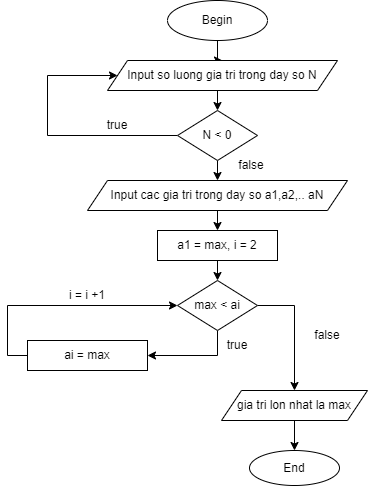 Begin
Input so luong gia tri trong day so N
true
N < 0
false
Input cac gia tri trong day so a1,a2,.. aN
a1 = max, i = 2
i = i +1
max < ai
false
true
ai = max
gia tri lon nhat la max
End